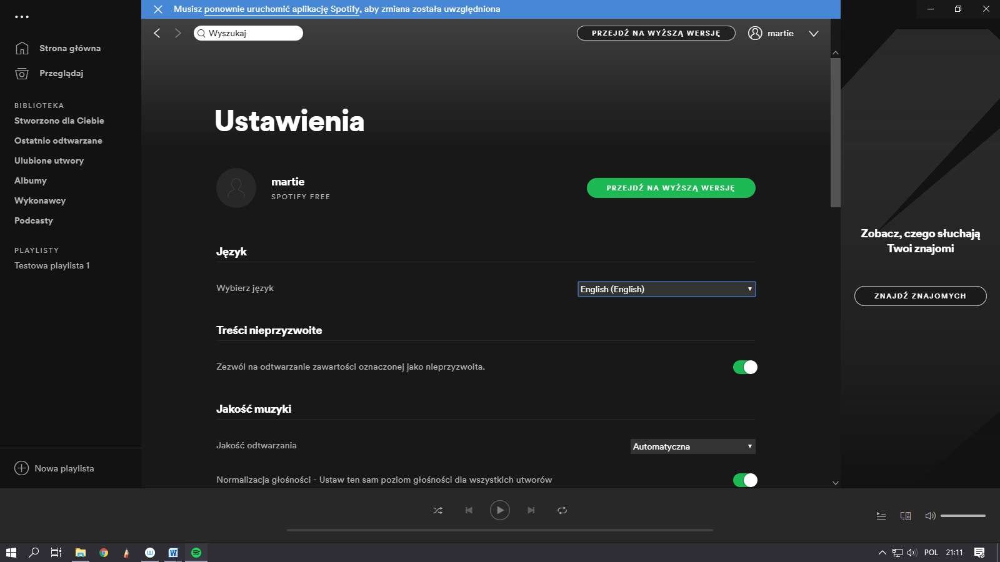 Musisz ponownie uruchomić aplikację Spotify, aby zmiana została uwzględniona
Wyszukaj
PRZEJDŹ NA WYŻSZĄ WERSJĘ
martie
Strona główna
Przeglądaj
BIBLIOTEKA
Stworzono dla Ciebie
Ostatnio odtwarzane
Ulubione utwory
Albumy
Wykonawcy
Podcasty
PLAYLISTY
Testowa playlista 1
Nowa playlista
Ustawienia
martie
SPOTIFY FREE
PRZEJDŹ NA WYŻSZĄ WERSJĘ
Język
Wybierz język
English (English)
Treści nieprzyzwoite
Zezwól na odtwarzanie zawartości oznaczonej jako nieprzyzwoita.
Jakość muzyki
Jakość odtwarzania
Automatyczna
Normalizacja głośności - Ustaw ten sam poziom głośności dla wszystkich utworów
Zobacz, czego słuchają
Twoi znajomi
ZNAJDŹ ZNAJOMYCH
POL
21:11